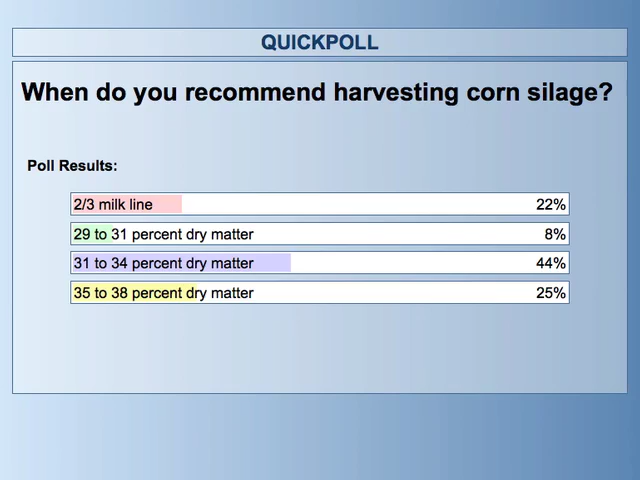 QUICKPOLL
When do you recommend harvesting corn silage?
Poll Results:
2/3 milk line 22%
29 to 31 percent dry matter 8%
31 to 34 percent dry matter 44%
35 to 38 percent dry matter 25%